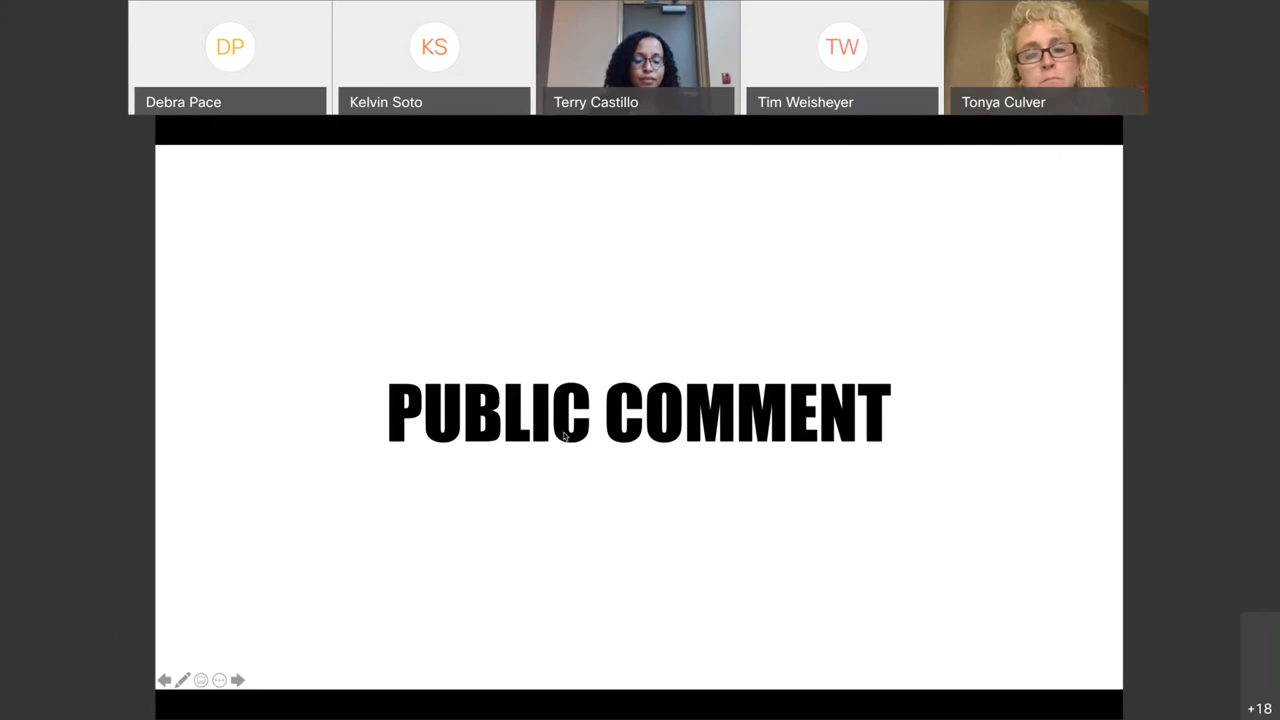 DP
KS
TW
Debra Pace
Kelvin Soto
Terry Castillo
Tim Weisheyer
Tonya Culver
PUBLIC COMMENT
+18